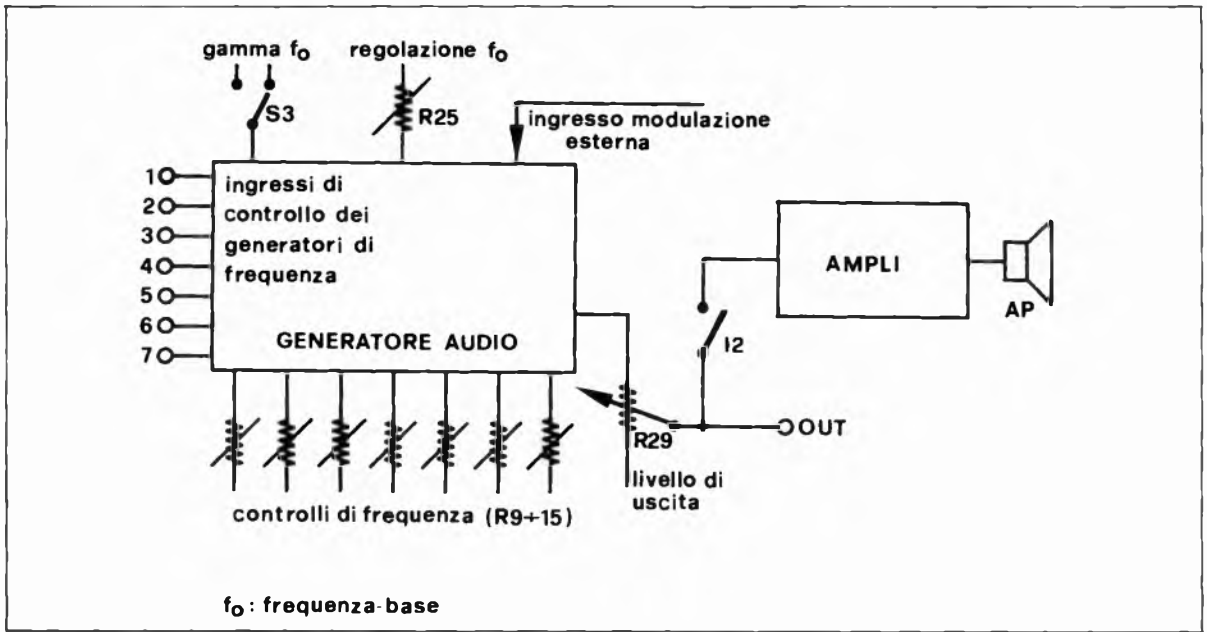 gamma fo
regolazione fo
S3
R25
ingresso modulazione
esterna
1
2
3
4
5
6
7
ingressi di
controllo dei
generatori di
frequenza
GENERATORE AUDIO
AMPLI
AP
I2
R29
OUT
livello di
uscita
controlli di frequenza (R9÷15)
fo: frequenza-base